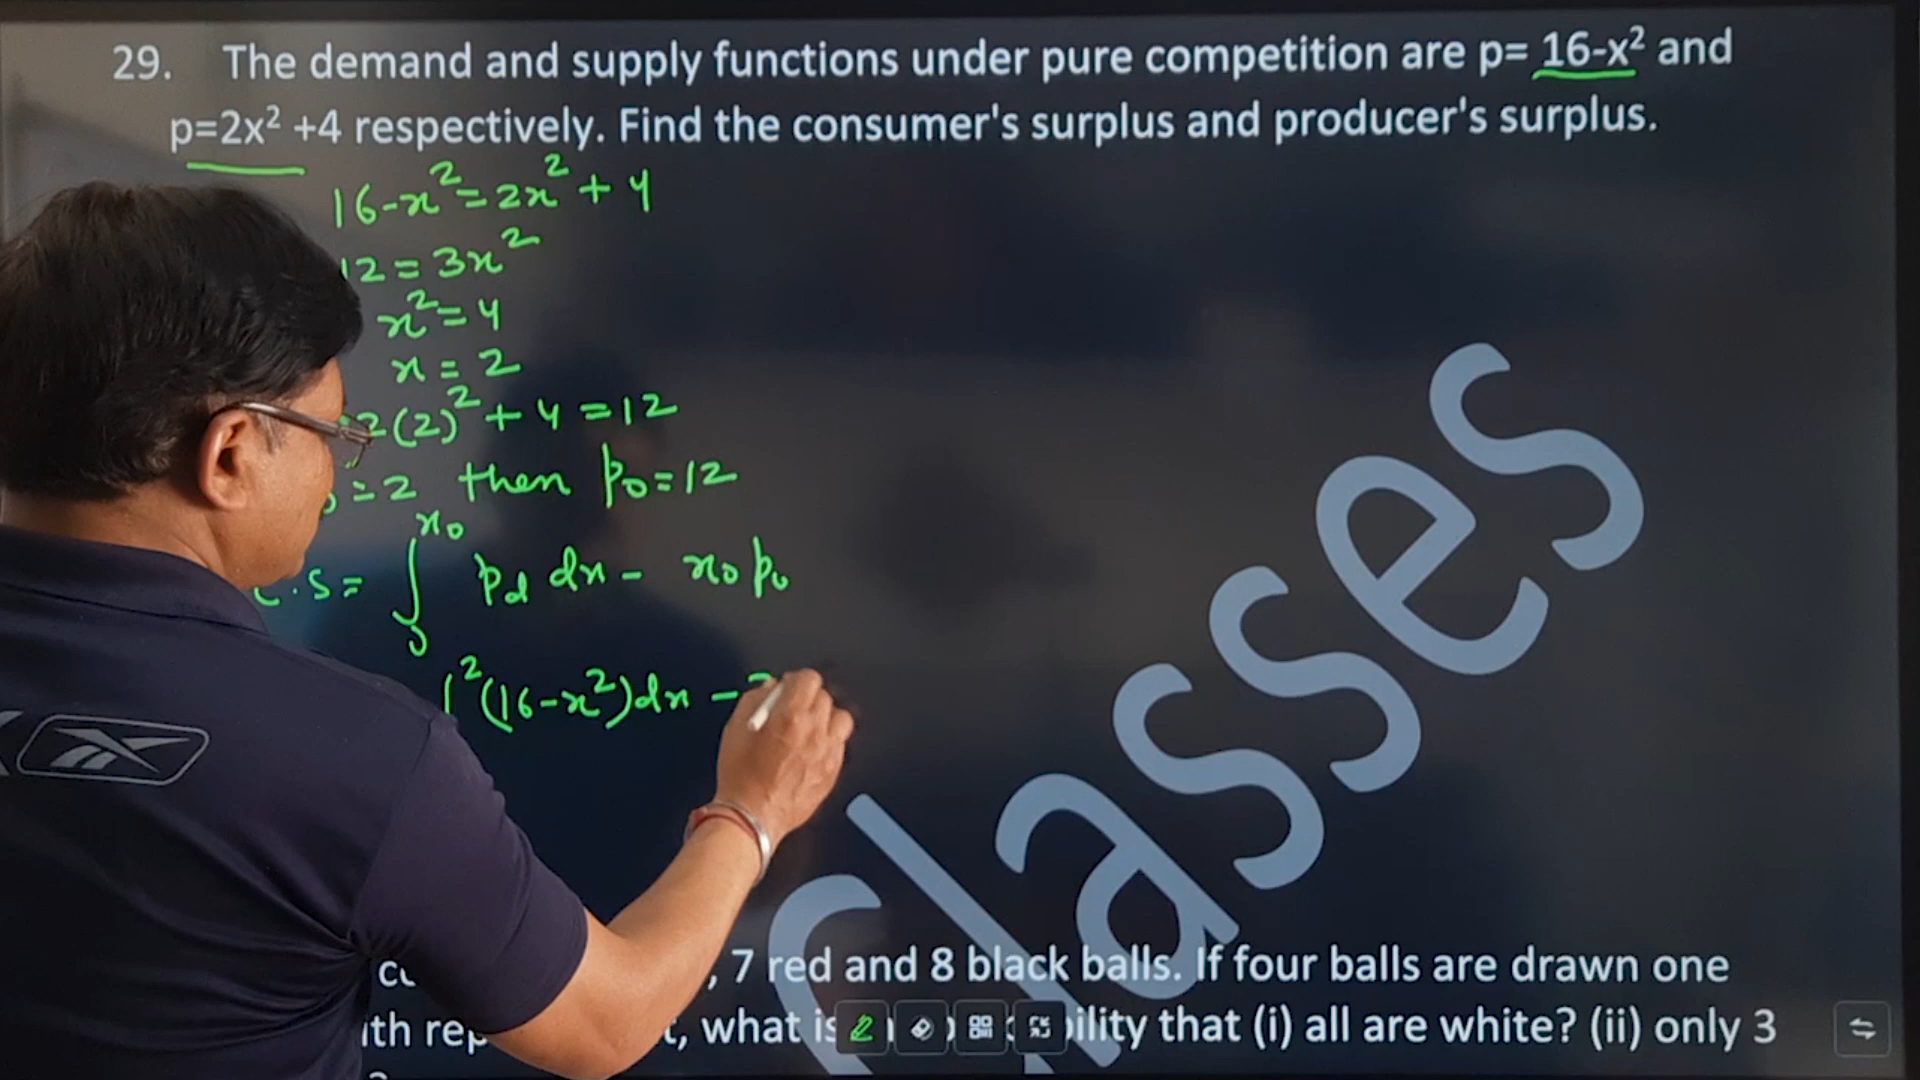 29. The demand and supply functions under pure competition are p= 16-x² and
p=2x² +4 respectively. Find the consumer's surplus and producer's surplus.
16-x²=2x²+4
12=3x²
x²=4
x=2
2(2)²+4=12
=2 then p₀=12
C.S= ∫₀ˣ⁰ p_d dx - x₀p₀
∫²(16-x²)dx -
Classes
, 7 red and 8 black balls. If four balls are drawn one
ith rep t, what is bility that (i) all are white? (ii) only 3